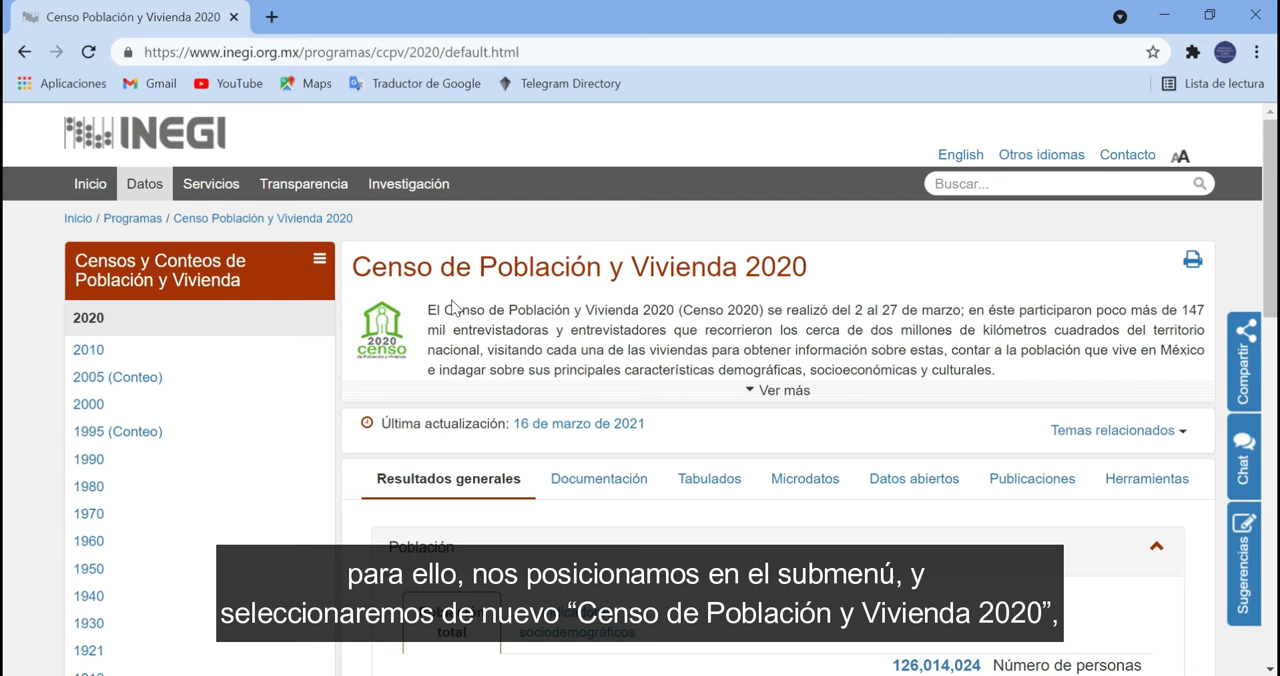 Censo Población y Vivienda 2020
https://www.inegi.org.mx/programas/ccpv/2020/default.html
Aplicaciones Gmail YouTube Maps Traductor de Google Telegram Directory Lista de lectura
INEGI
English Otros idiomas Contacto AA
Inicio Datos Servicios Transparencia Investigación Buscar...
Inicio / Programas / Censo Población y Vivienda 2020
Censos y Conteos de
Población y Vivienda
2020
2010
2005 (Conteo)
2000
1995 (Conteo)
1990
1980
1970
1960
1950
1940
1930
1921
Censo de Población y Vivienda 2020
2020
censo
de Población y Vivienda
El Censo de Población y Vivienda 2020 (Censo 2020) se realizó del 2 al 27 de marzo; en éste participaron poco más de 147
mil entrevistadoras y entrevistadores que recorrieron los cerca de dos millones de kilómetros cuadrados del territorio
nacional, visitando cada una de las viviendas para obtener información sobre estas, contar a la población que vive en México
e indagar sobre sus principales características demográficas, socioeconómicas y culturales.
Ver más
Última actualización: 16 de marzo de 2021
Temas relacionados
Resultados generales Documentación Tabulados Microdatos Datos abiertos Publicaciones Herramientas
Población
total
sociodemográficos
126,014,024 Número de personas
Compartir
Chat
Sugerencias
para ello, nos posicionamos en el submenú, y
seleccionaremos de nuevo “Censo de Población y Vivienda 2020”,